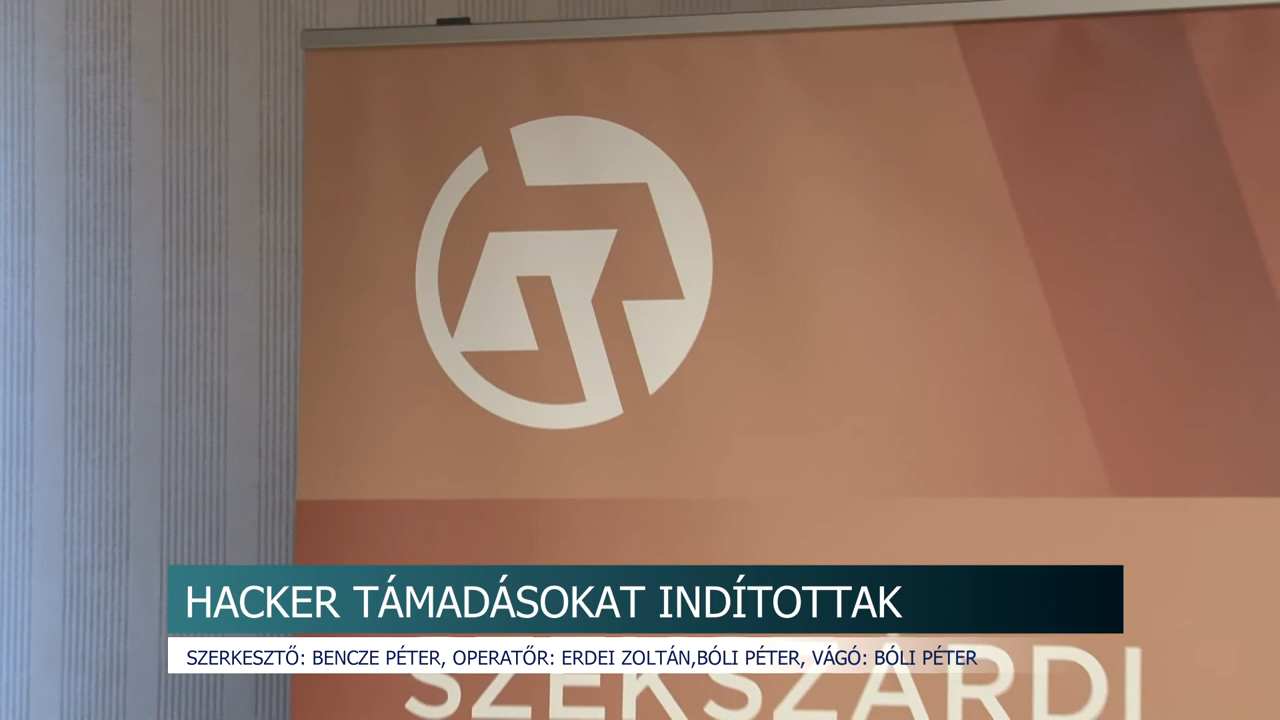 HACKER TÁMADÁSOKAT INDÍTOTTAK
SZERKESZTŐ: BENCZE PÉTER, OPERATŐR: ERDEI ZOLTÁN,BÓLI PÉTER, VÁGÓ: BÓLI PÉTER
SZEKSZÁRDI